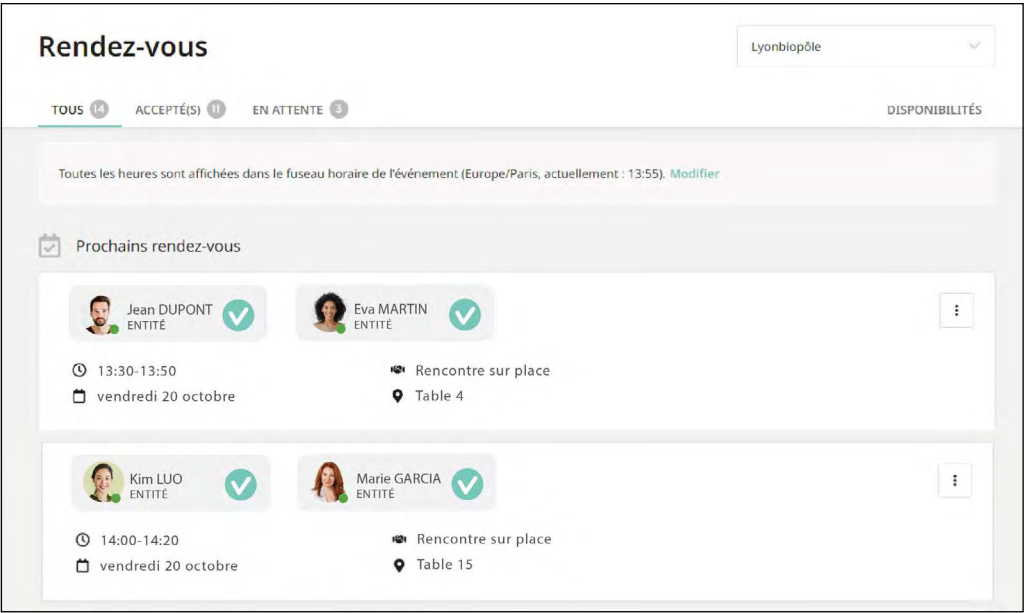 Rendez-vous
Lyonbiopôle
TOUS 14 ACCEPTÉ(S) 11 EN ATTENTE 3 DISPONIBILITÉS
Toutes les heures sont affichées dans le fuseau horaire de l'événement (Europe/Paris, actuellement : 13:55). Modifier
Prochains rendez-vous
Jean DUPONT Eva MARTIN
ENTITÉ ENTITÉ
13:30-13:50 Rencontre sur place
vendredi 20 octobre Table 4
Kim LUO Marie GARCIA
ENTITÉ ENTITÉ
14:00-14:20 Rencontre sur place
vendredi 20 octobre Table 15